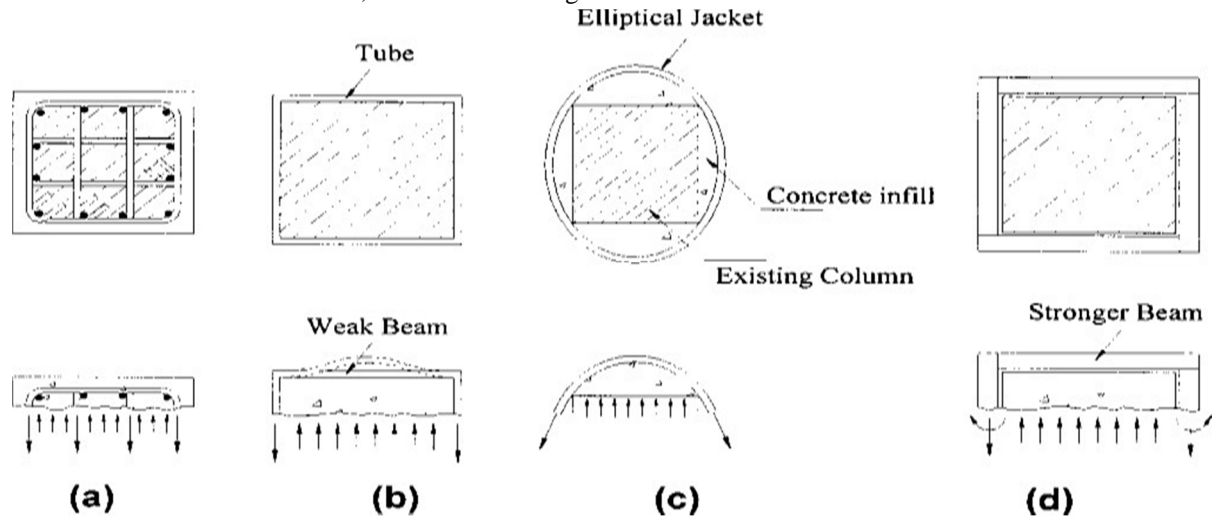 Elliptical Jacket
Tube
Concrete infill
Existing Column
Weak Beam
Stronger Beam
(a)
(b)
(c)
(d)